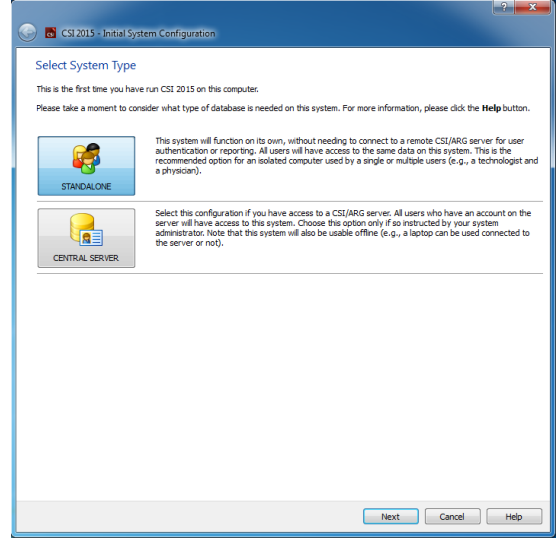 CSI 2015 - Initial System Configuration
Select System Type
This is the first time you have run CSI 2015 on this computer.
Please take a moment to consider what type of database is needed on this system. For more information, please click the Help button.
This system will function on its own, without needing to connect to a remote CSI/ARG server for user
authentication or reporting. All users will have access to the same data on this system. This is the
recommended option for an isolated computer used by a single or multiple users (e.g., a technologist and
a physician).
STANDALONE
Select this configuration if you have access to a CSI/ARG server. All users who have an account on the
server will have access to this system. Choose this option only if so instructed by your system
administrator. Note that this system will also be usable offline (e.g., a laptop can be used connected to
the server or not).
CENTRAL SERVER
Next
Cancel
Help